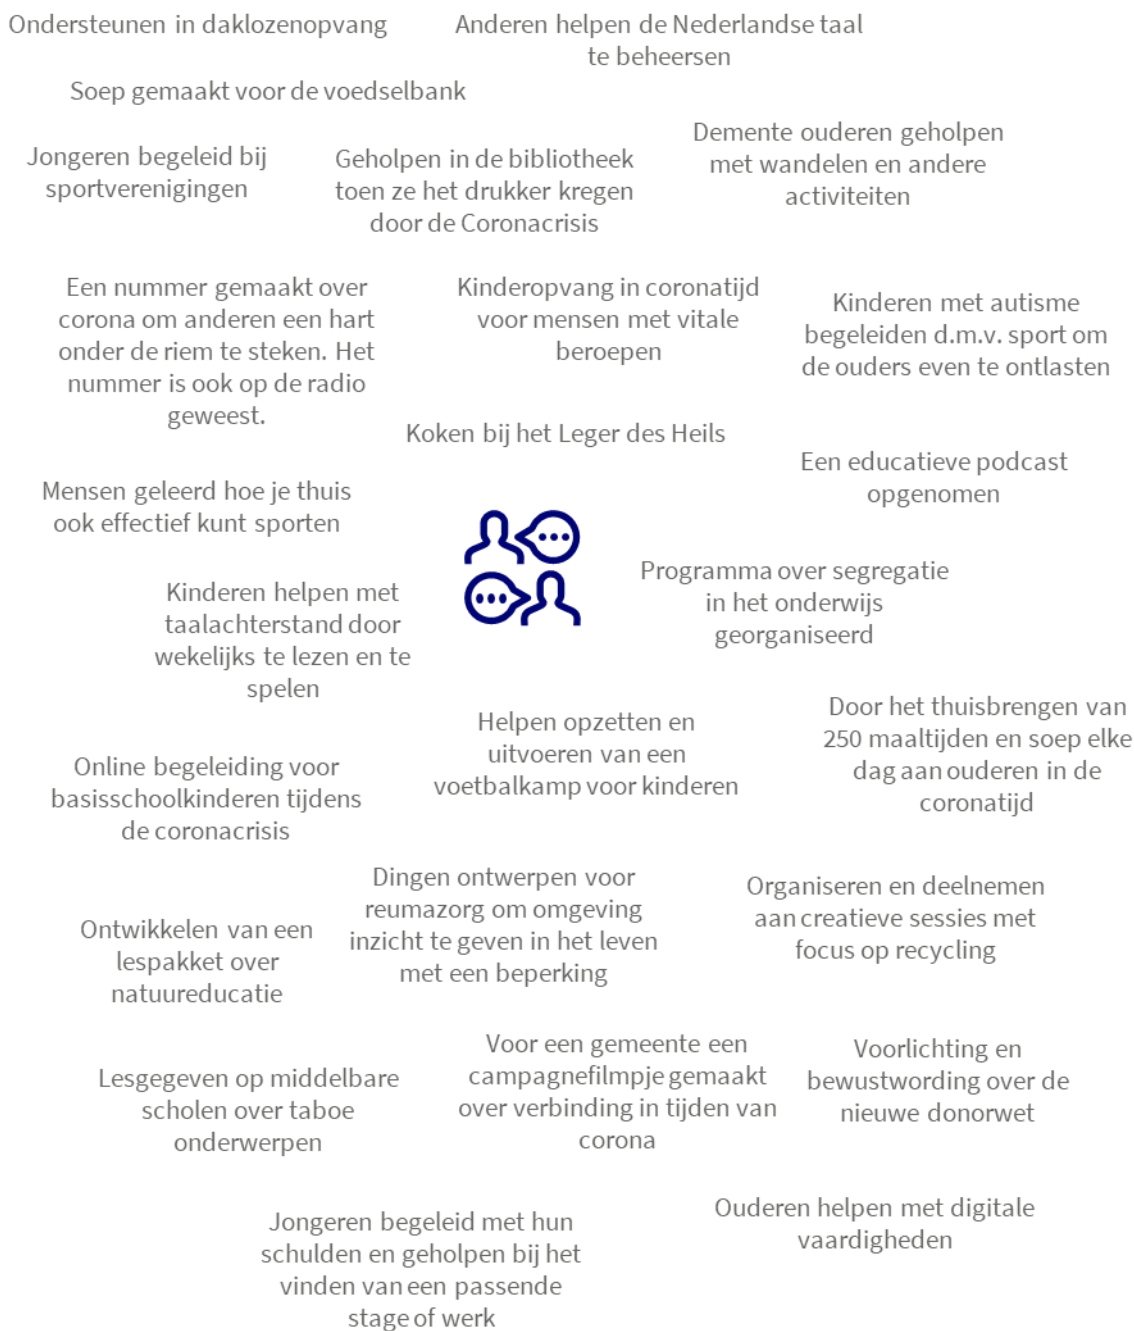 Ondersteunen in daklozenopvang
Anderen helpen de Nederlandse taal
te beheersen
Soep gemaakt voor de voedselbank
Jongeren begeleid bij
sportverenigingen
Geholpen in de bibliotheek
toen ze het drukker kregen
door de Coronacrisis
Demente ouderen geholpen
met wandelen en andere
activiteiten
Een nummer gemaakt over
corona om anderen een hart
onder de riem te steken. Het
nummer is ook op de radio
geweest.
Kinderopvang in coronatijd
voor mensen met vitale
beroepen
Kinderen met autisme
begeleiden d.m.v. sport om
de ouders even te ontlasten
Koken bij het Leger des Heils
Een educatieve podcast
opgenomen
Mensen geleerd hoe je thuis
ook effectief kunt sporten
Programma over segregatie
in het onderwijs
georganiseerd
Kinderen helpen met
taalachterstand door
wekelijks te lezen en te
spelen
Helpen opzetten en
uitvoeren van een
voetbalkamp voor kinderen
Door het thuisbrengen van
250 maaltijden en soep elke
dag aan ouderen in de
coronatijd
Online begeleiding voor
basisschoolkinderen tijdens
de coronacrisis
Dingen ontwerpen voor
reumazorg om omgeving
inzicht te geven in het leven
met een beperking
Organiseren en deelnemen
aan creatieve sessies met
focus op recycling
Ontwikkelen van een
lespakket over
natuureducatie
Voor een gemeente een
campagnefilmpje gemaakt
over verbinding in tijden van
corona
Voorlichting en
bewustwording over de
nieuwe donorwet
Lesgegeven op middelbare
scholen over taboe
onderwerpen
Jongeren begeleid met hun
schulden en geholpen bij het
vinden van een passende
stage of werk
Ouderen helpen met digitale
vaardigheden